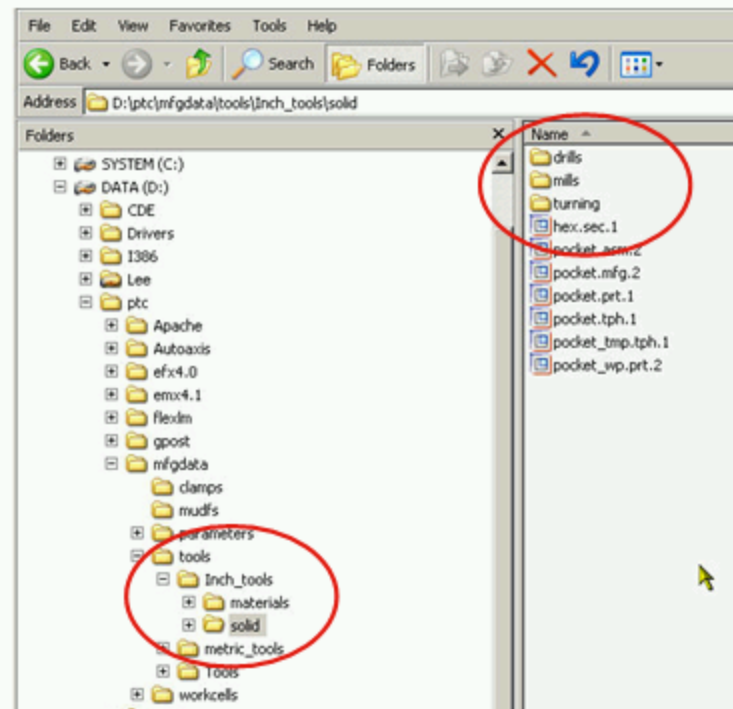 File Edit View Favorites Tools Help
Back Search Folders
Address D:\ptc\mfgdata\tools\Inch_tools\solid
Folders
SYSTEM (C:)
DATA (D:)
CDE
Drivers
I386
Lee
ptc
Apache
Autoaxis
efx4.0
emx4.1
flexlm
gpost
mfgdata
clamps
mudfs
parameters
tools
Inch_tools
materials
solid
metric_tools
Tools
workcells
Name
drills
mills
turning
hex.sec.1
pocket_asm.2
pocket.mfg.2
pocket.prt.1
pocket.tph.1
pocket_tmp.tph.1
pocket_wp.prt.2